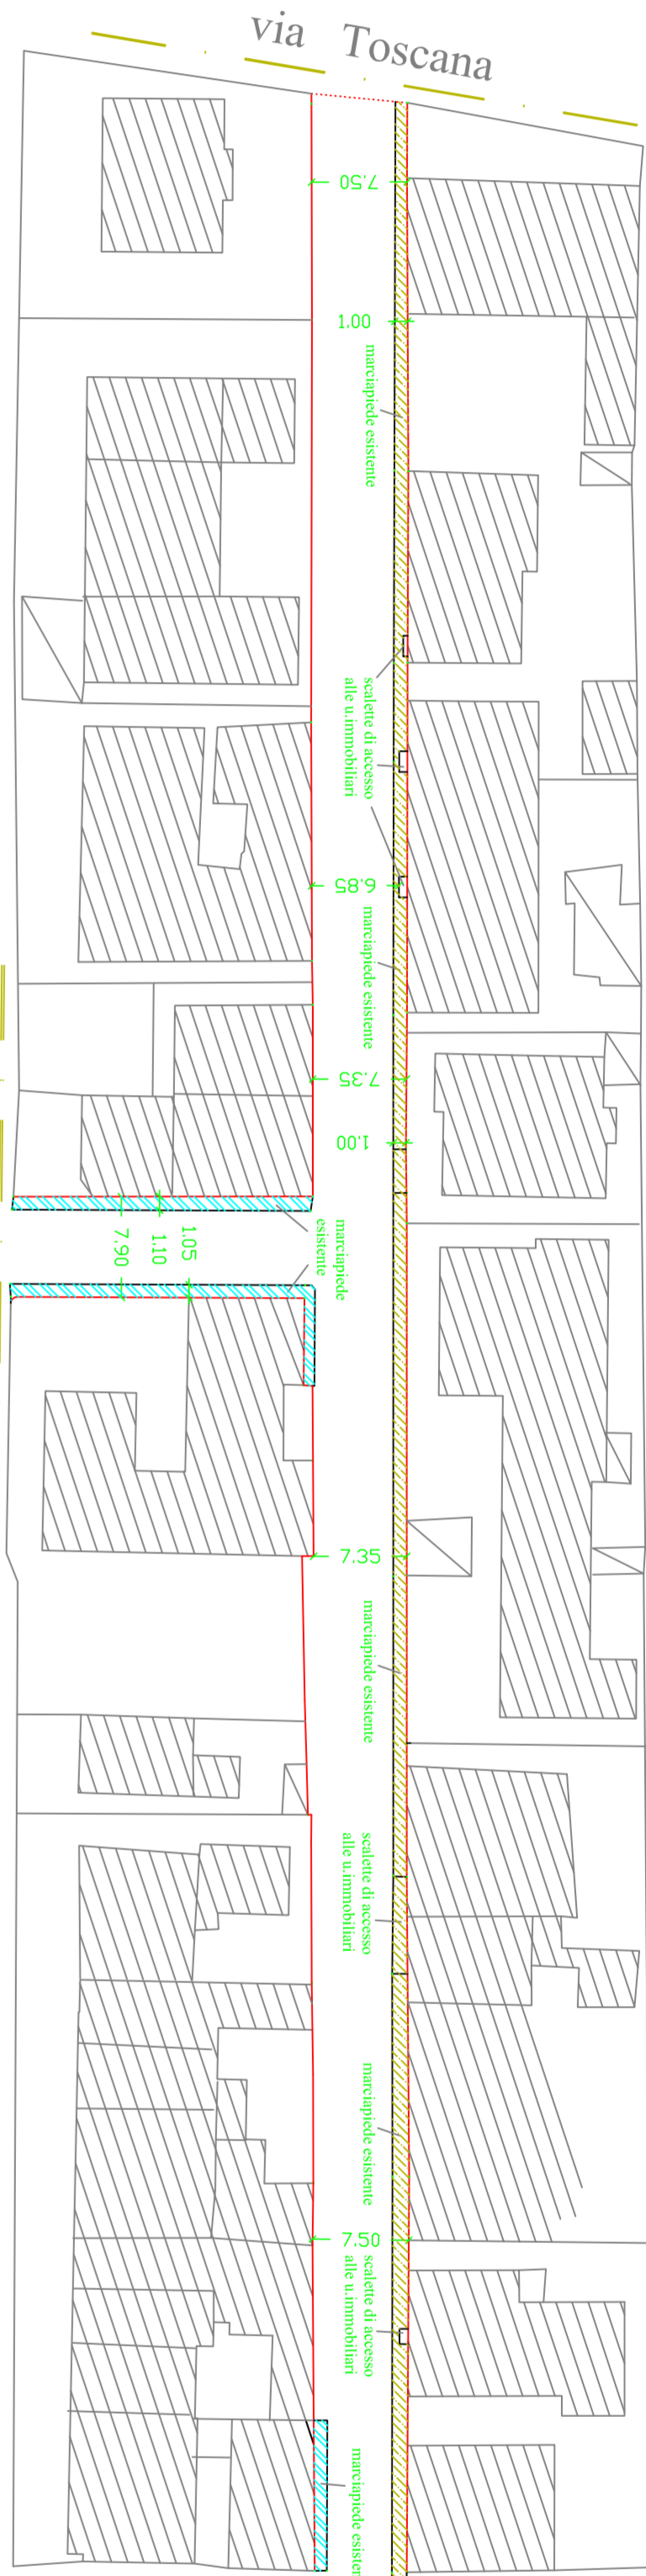 via Toscana
7.50
1.00
marciapiede esistente
scalette di accesso
alle u.immobiliari
6.85
marciapiede esistente
7.35
1.00
marciapiede
esistente
1.05
1.10
7.90
7.35
marciapiede esistente
scalette di accesso
alle u.immobiliari
marciapiede esistente
7.50
scalette di accesso
alle u.immobiliari
marciapiede esister